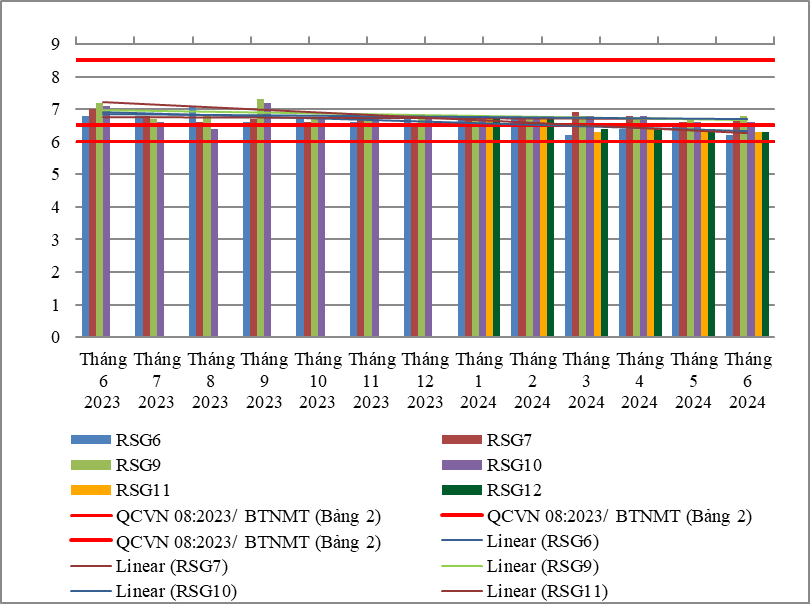 9
8
7
6
5
4
3
2
1
0
Tháng Tháng Tháng Tháng Tháng Tháng Tháng Tháng Tháng Tháng Tháng Tháng Tháng
6 7 8 9 10 11 12 1 2 3 4 5 6
2023 2023 2023 2023 2023 2023 2023 2024 2024 2024 2024 2024 2024
RSG6 RSG7
RSG9 RSG10
RSG11 RSG12
QCVN 08:2023/ BTNMT (Bảng 2) QCVN 08:2023/ BTNMT (Bảng 2)
QCVN 08:2023/ BTNMT (Bảng 2) Linear (RSG6)
Linear (RSG7) Linear (RSG9)
Linear (RSG10) Linear (RSG11)